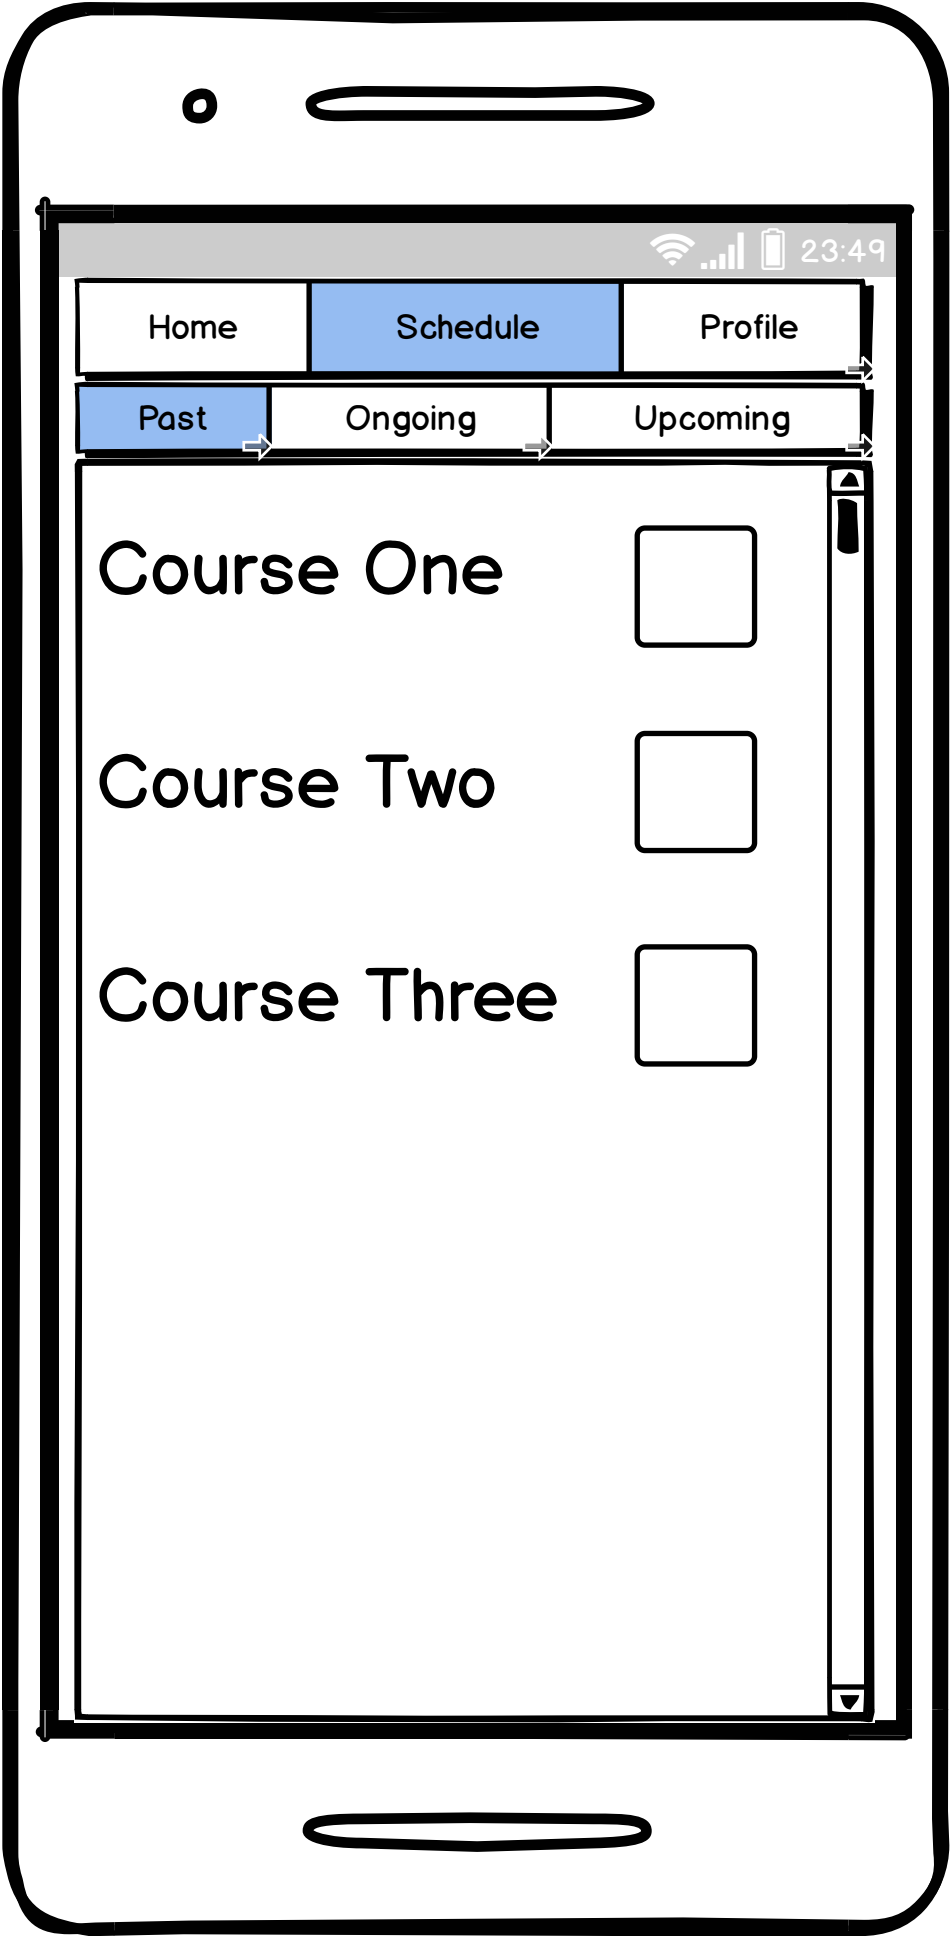 23:49
Home Schedule Profile
Past Ongoing Upcoming
Course One
Course Two
Course Three